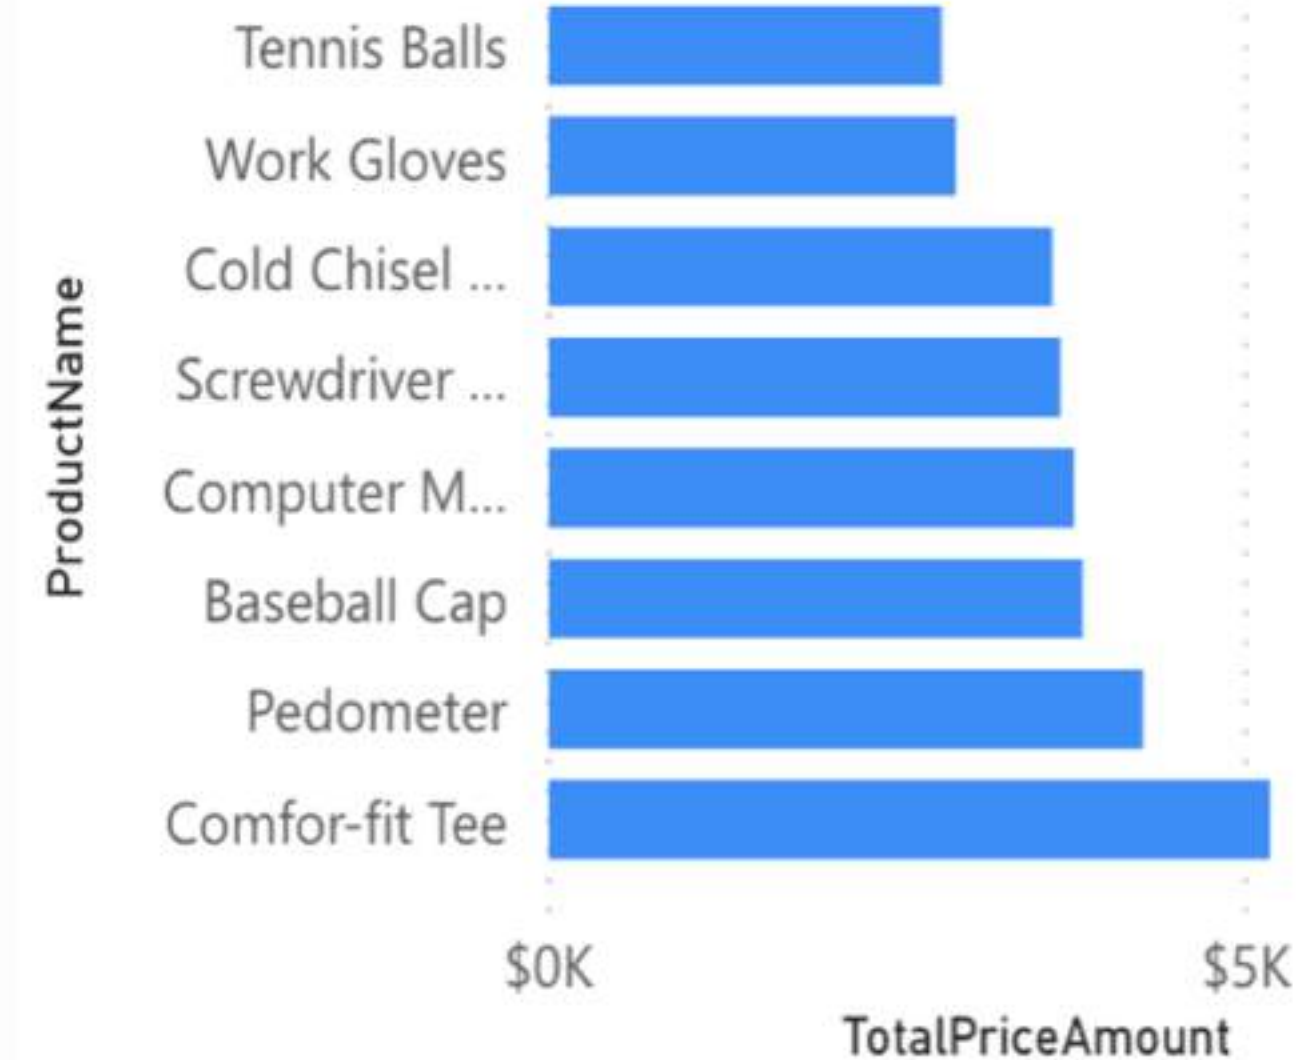 ProductName
Tennis Balls
Work Gloves
Cold Chisel ...
Screwdriver ...
Computer M...
Baseball Cap
Pedometer
Comfor-fit Tee
$0K $5K
TotalPriceAmount